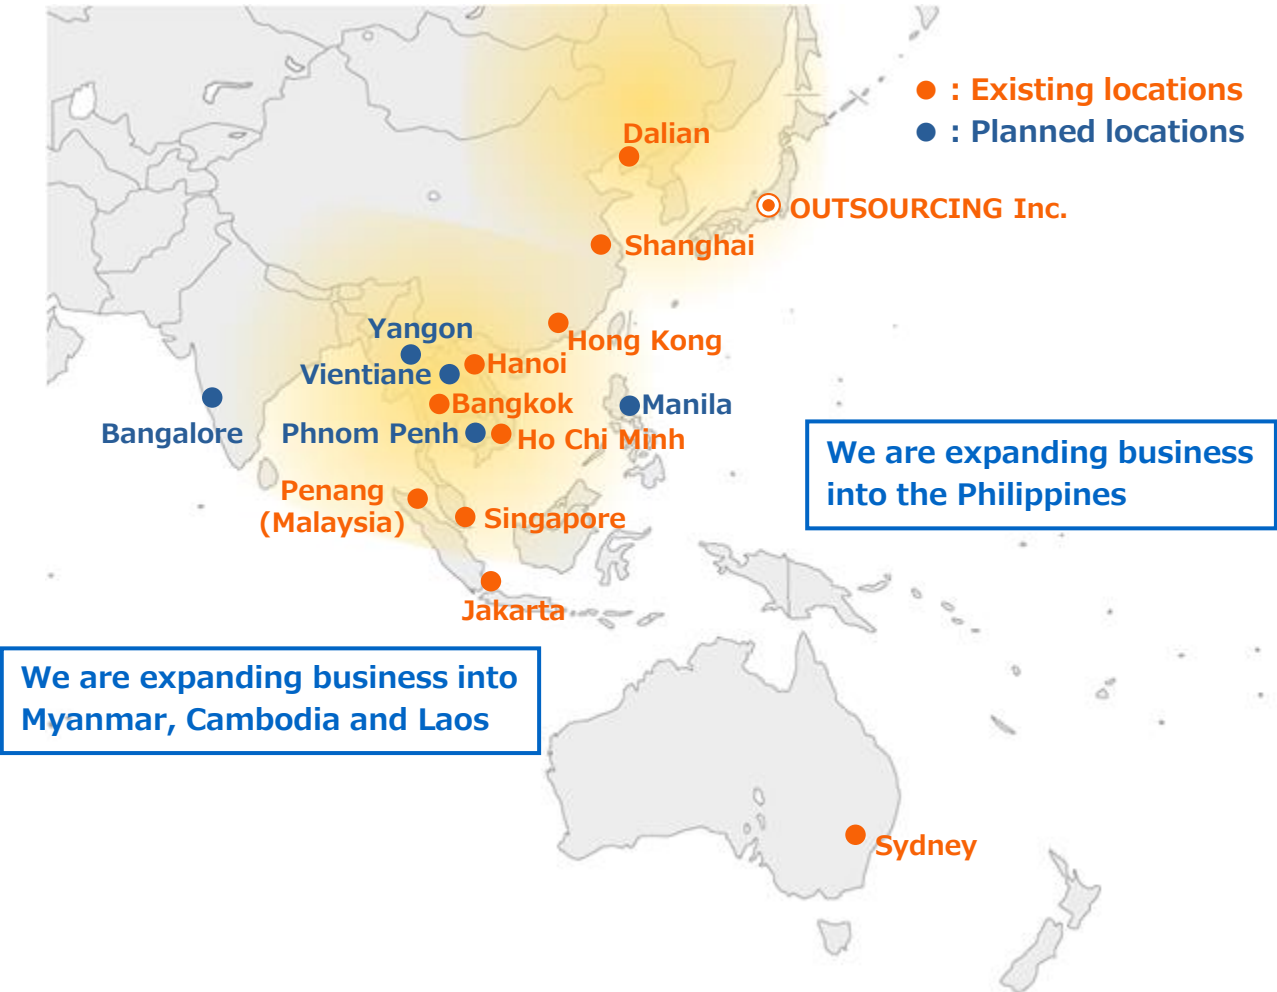 ● : Existing locations
● : Planned locations
Dalian
OUTSOURCING Inc.
Shanghai
Yangon
Hong Kong
Vientiane
Hanoi
Bangkok
Manila
Bangalore
Phnom Penh
Ho Chi Minh
We are expanding business
into the Philippines
Penang
(Malaysia)
Singapore
Jakarta
We are expanding business into
Myanmar, Cambodia and Laos
Sydney